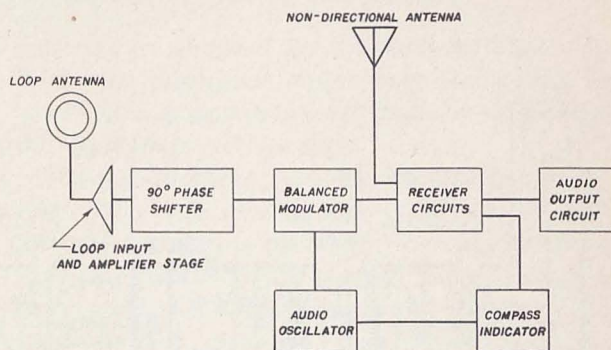 NON-DIRECTIONAL ANTENNA
LOOP ANTENNA
90° PHASE
SHIFTER
BALANCED
MODULATOR
RECEIVER
CIRCUITS
AUDIO
OUTPUT
CIRCUIT
LOOP INPUT
AND AMPLIFIER STAGE
AUDIO
OSCILLATOR
COMPASS
INDICATOR